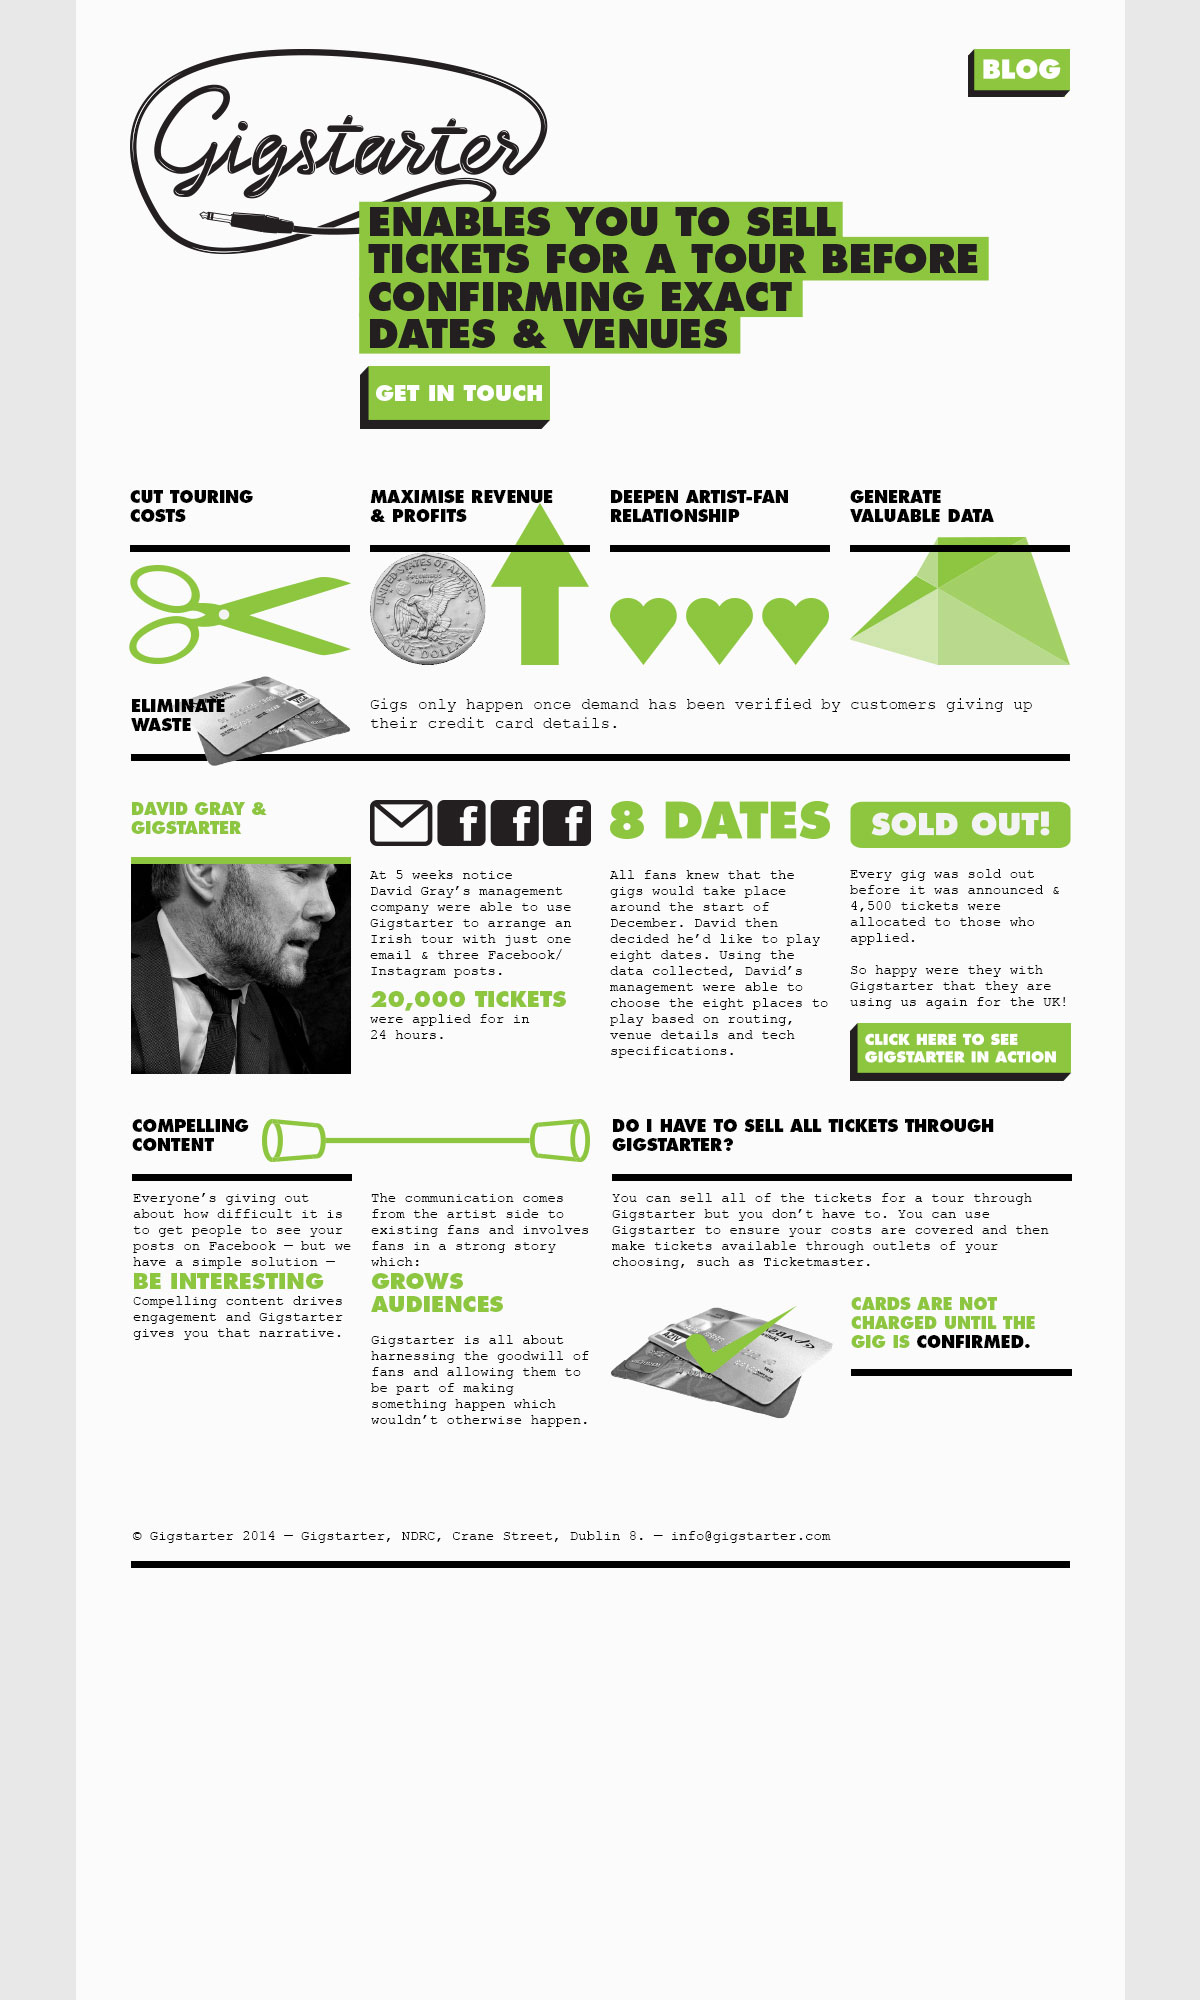 Gigstarter
BLOG
ENABLES YOU TO SELL
TICKETS FOR A TOUR BEFORE
CONFIRMING EXACT
DATES & VENUES
GET IN TOUCH
CUT TOURING
COSTS
MAXIMISE REVENUE
& PROFITS
DEEPEN ARTIST-FAN
RELATIONSHIP
GENERATE
VALUABLE DATA
UNITED STATES OF AMERICA
ONE DOLLAR
ELIMINATE
WASTE
VISA
Gigs only happen once demand has been verified by customers giving up
their credit card details.
DAVID GRAY &
GIGSTARTER
At 5 weeks notice
David Gray’s management
company were able to use
Gigstarter to arrange an
Irish tour with just one
email & three Facebook/
Instagram posts.
20,000 TICKETS
were applied for in
24 hours.
8 DATES
All fans knew that the
gigs would take place
around the start of
December. David then
decided he’d like to play
eight dates. Using the
data collected, David’s
management were able to
choose the eight places to
play based on routing,
venue details and tech
specifications.
SOLD OUT!
Every gig was sold out
before it was announced &
4,500 tickets were
allocated to those who
applied.
So happy were they with
Gigstarter that they are
using us again for the UK!
CLICK HERE TO SEE
GIGSTARTER IN ACTION
COMPELLING
CONTENT
Everyone’s giving out
about how difficult it is
to get people to see your
posts on Facebook — but we
have a simple solution —
BE INTERESTING
Compelling content drives
engagement and Gigstarter
gives you that narrative.
The communication comes
from the artist side to
existing fans and involves
fans in a strong story
which:
GROWS
AUDIENCES
Gigstarter is all about
harnessing the goodwill of
fans and allowing them to
be part of making
something happen which
wouldn’t otherwise happen.
DO I HAVE TO SELL ALL TICKETS THROUGH
GIGSTARTER?
You can sell all of the tickets for a tour through
Gigstarter but you don’t have to. You can use
Gigstarter to ensure your costs are covered and then
make tickets available through outlets of your
choosing, such as Ticketmaster.
CARDS ARE NOT
CHARGED UNTIL THE
GIG IS CONFIRMED.
© Gigstarter 2014 — Gigstarter, NDRC, Crane Street, Dublin 8. — info@gigstarter.com